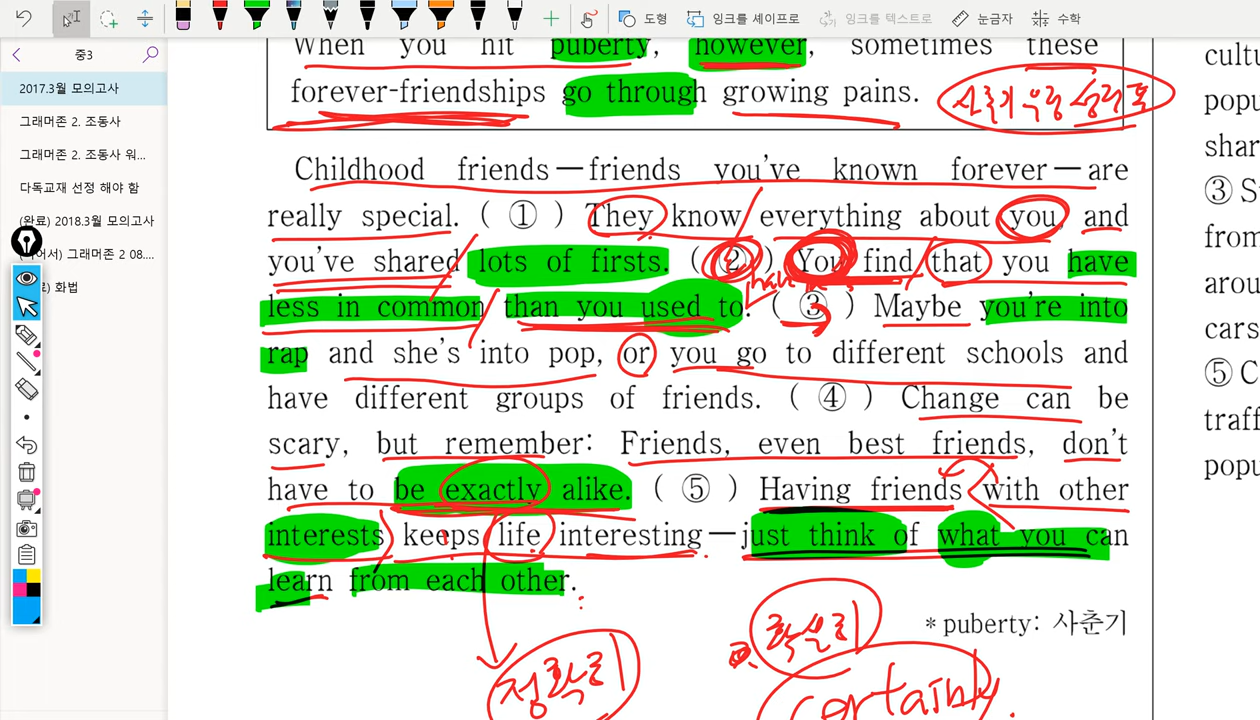 도형
잉크를 셰이프로
잉크를 텍스트로
눈금자
수학
중3
2017.3월 모의고사
그래머존 2. 조동사
그래머존 2. 조동사 워...
다독교재 선정 해야 함
(완료) 2018.3월 모의고사
어서) 그래머존 2 08....
) 화법
When you hit puberty, however, sometimes these
forever-friendships go through growing pains.
Childhood friends—friends you've known forever—are
really special. ( ① ) They know everything about you and
you've shared lots of firsts. ( ② ) You find that you have
less in common than you used to. ( ③ ) Maybe you're into
rap and she's into pop, or you go to different schools and
have different groups of friends. ( ④ ) Change can be
scary, but remember: Friends, even best friends, don't
have to be exactly alike. ( ⑤ ) Having friends with other
interests keeps life interesting—just think of what you can
learn from each other.
* puberty: 사춘기
정확히
확실히
certainly
cultu
popu
shar
③ S
from
arou
cars
⑤ C
traff
popu